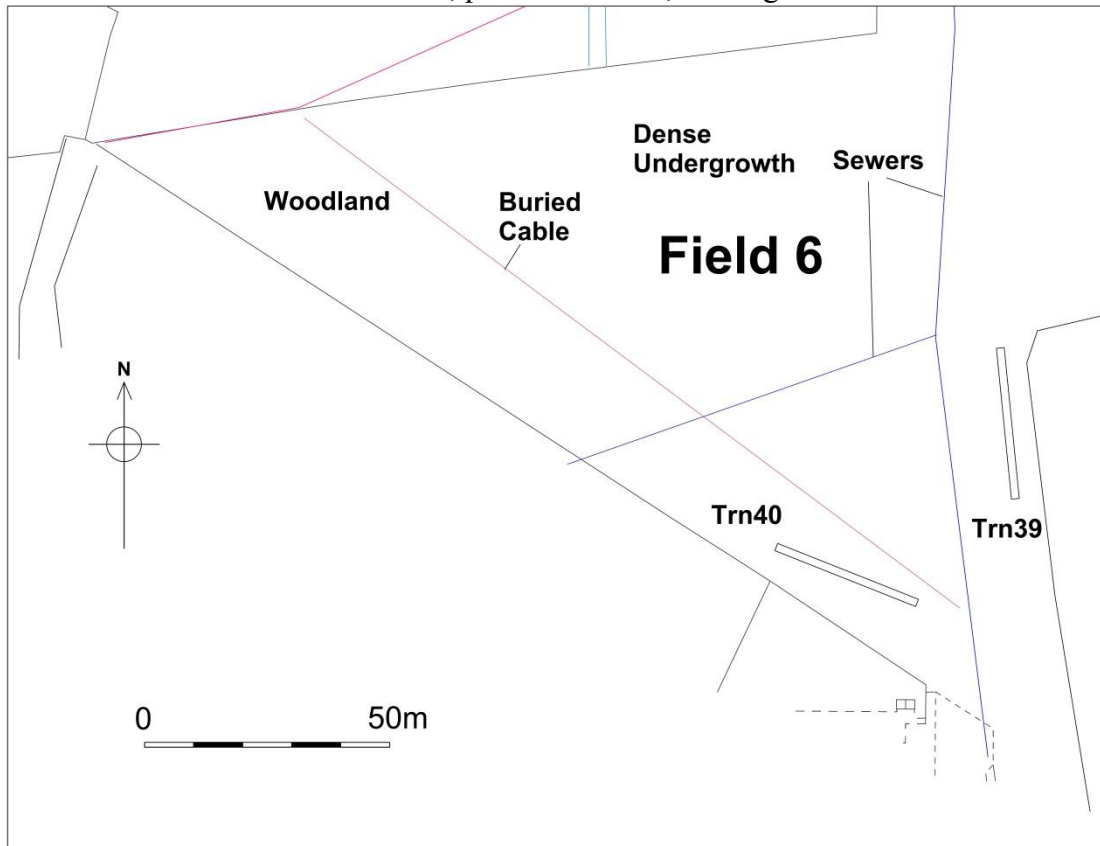 Dense
Undergrowth
Sewers
Woodland
Buried
Cable
Field 6
N
Trn40
Trn39
0 50m